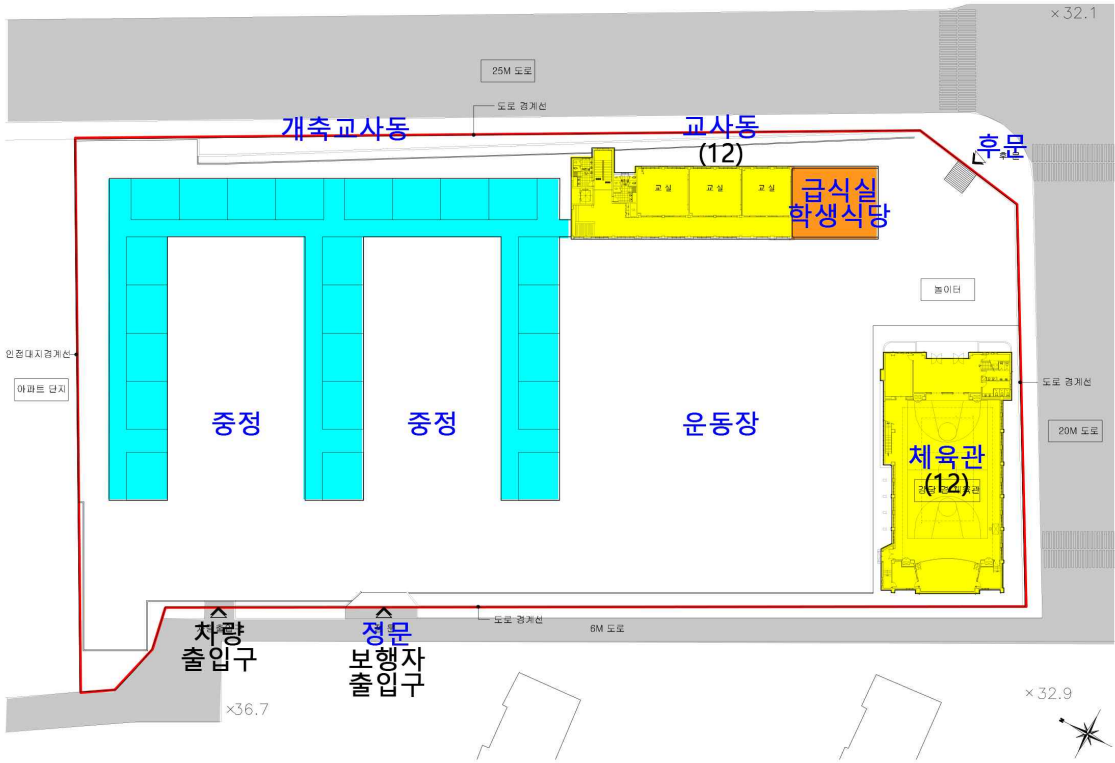 ×32.1
25M 도로
도로 경계선
개축교사동
교사동
(12)
후문
교 실
교 실
교 실
급식실
학생식당
놀이터
인접대지경계선
아파트 단지
도로 경계선
20M 도로
중정
중정
운동장
체육관
(12)
도로 경계선
6M 도로
차량
출입구
정문
보행자
출입구
×36.7
×32.9